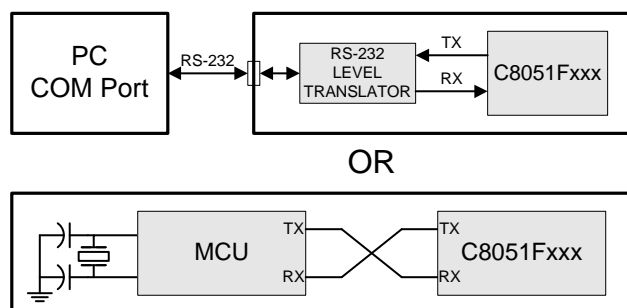 PC
COM Port
RS-232
RS-232
LEVEL
TRANSLATOR
TX
RX
C8051Fxxx
OR
MCU
TX
RX
TX
RX
C8051Fxxx